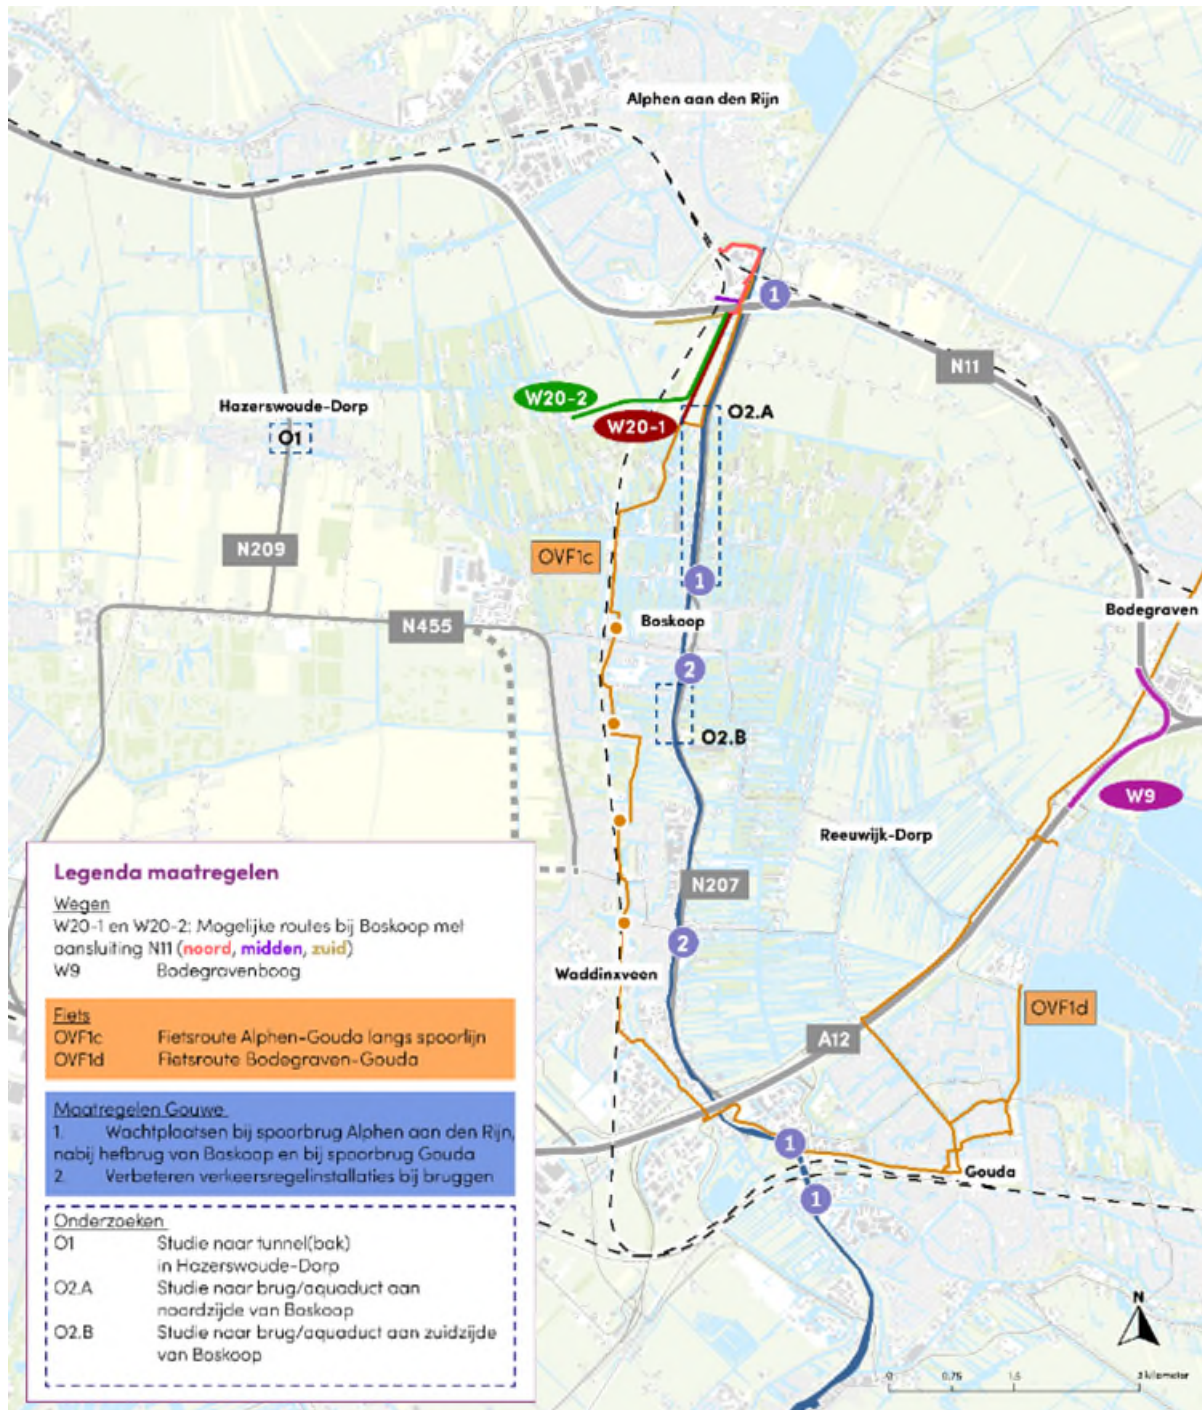 Alphen aan den Rijn
1
N11
W20-2
Hazerswoude-Dorp
O2.A
W20-1
O1
N209
OVF1c
1
Bodegraven
Boskoop
N455
2
O2.B
W9
Reeuwijk-Dorp
N207
2
Waddinxveen
OVF1d
A12
1
Gouda
1
N
0 0.75 1.5 3 kilometer
Legenda maatregelen
Wegen
W20-1 en W20-2: Mogelijke routes bij Boskoop met
aansluiting N11 (noord, midden, zuid)
W9 Bodegravenboog
Fiets
OVF1c Fietsroute Alphen-Gouda langs spoorlijn
OVF1d Fietsroute Bodegraven-Gouda
Maatregelen Gouwe
1. Wachtplaatsen bij spoorbrug Alphen aan den Rijn,
nabij hefbrug van Boskoop en bij spoorbrug Gouda
2. Verbeteren verkeersregelinstallaties bij bruggen
Onderzoeken
O1 Studie naar tunnel(bak)
in Hazerswoude-Dorp
O2.A Studie naar brug/aquaduct aan
noordzijde van Boskoop
O2.B Studie naar brug/aquaduct aan zuidzijde
van Boskoop